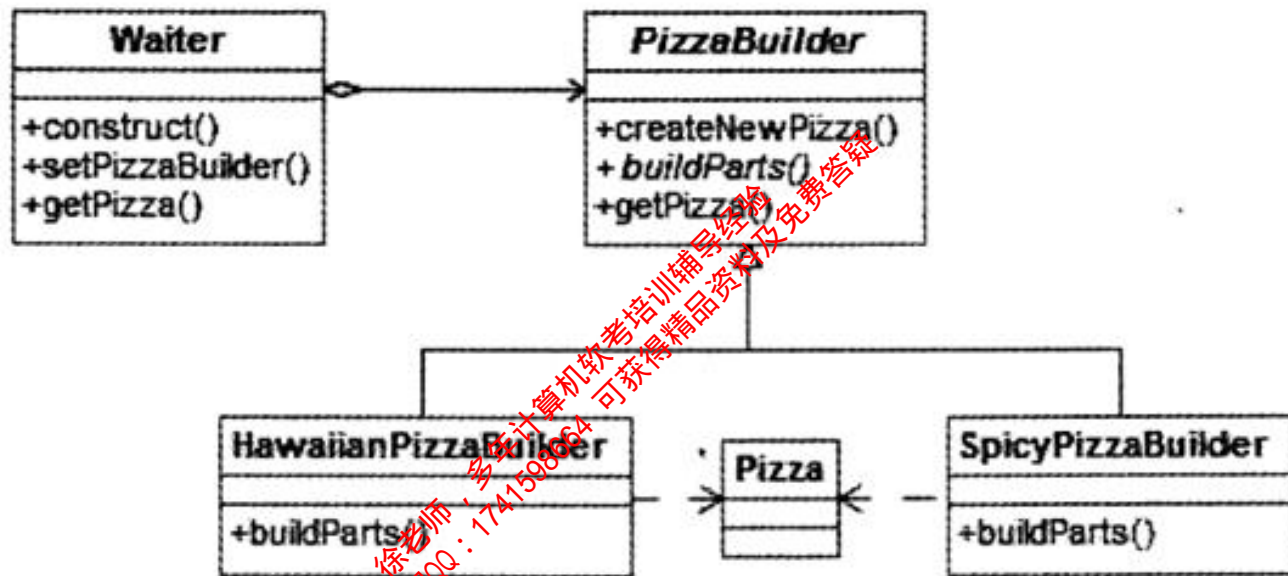 Waiter
+construct()
+setPizzaBuilder()
+getPizza()
PizzaBuilder
+createNewPizza()
+ buildParts()
+getPizza()
HawaiianPizzaBuilder
+buildParts()
Pizza
SpicyPizzaBuilder
+buildParts()
徐老师,多年计算机软考培训辅导经验
QQ:1741598664 可获得精品资料及免费答疑